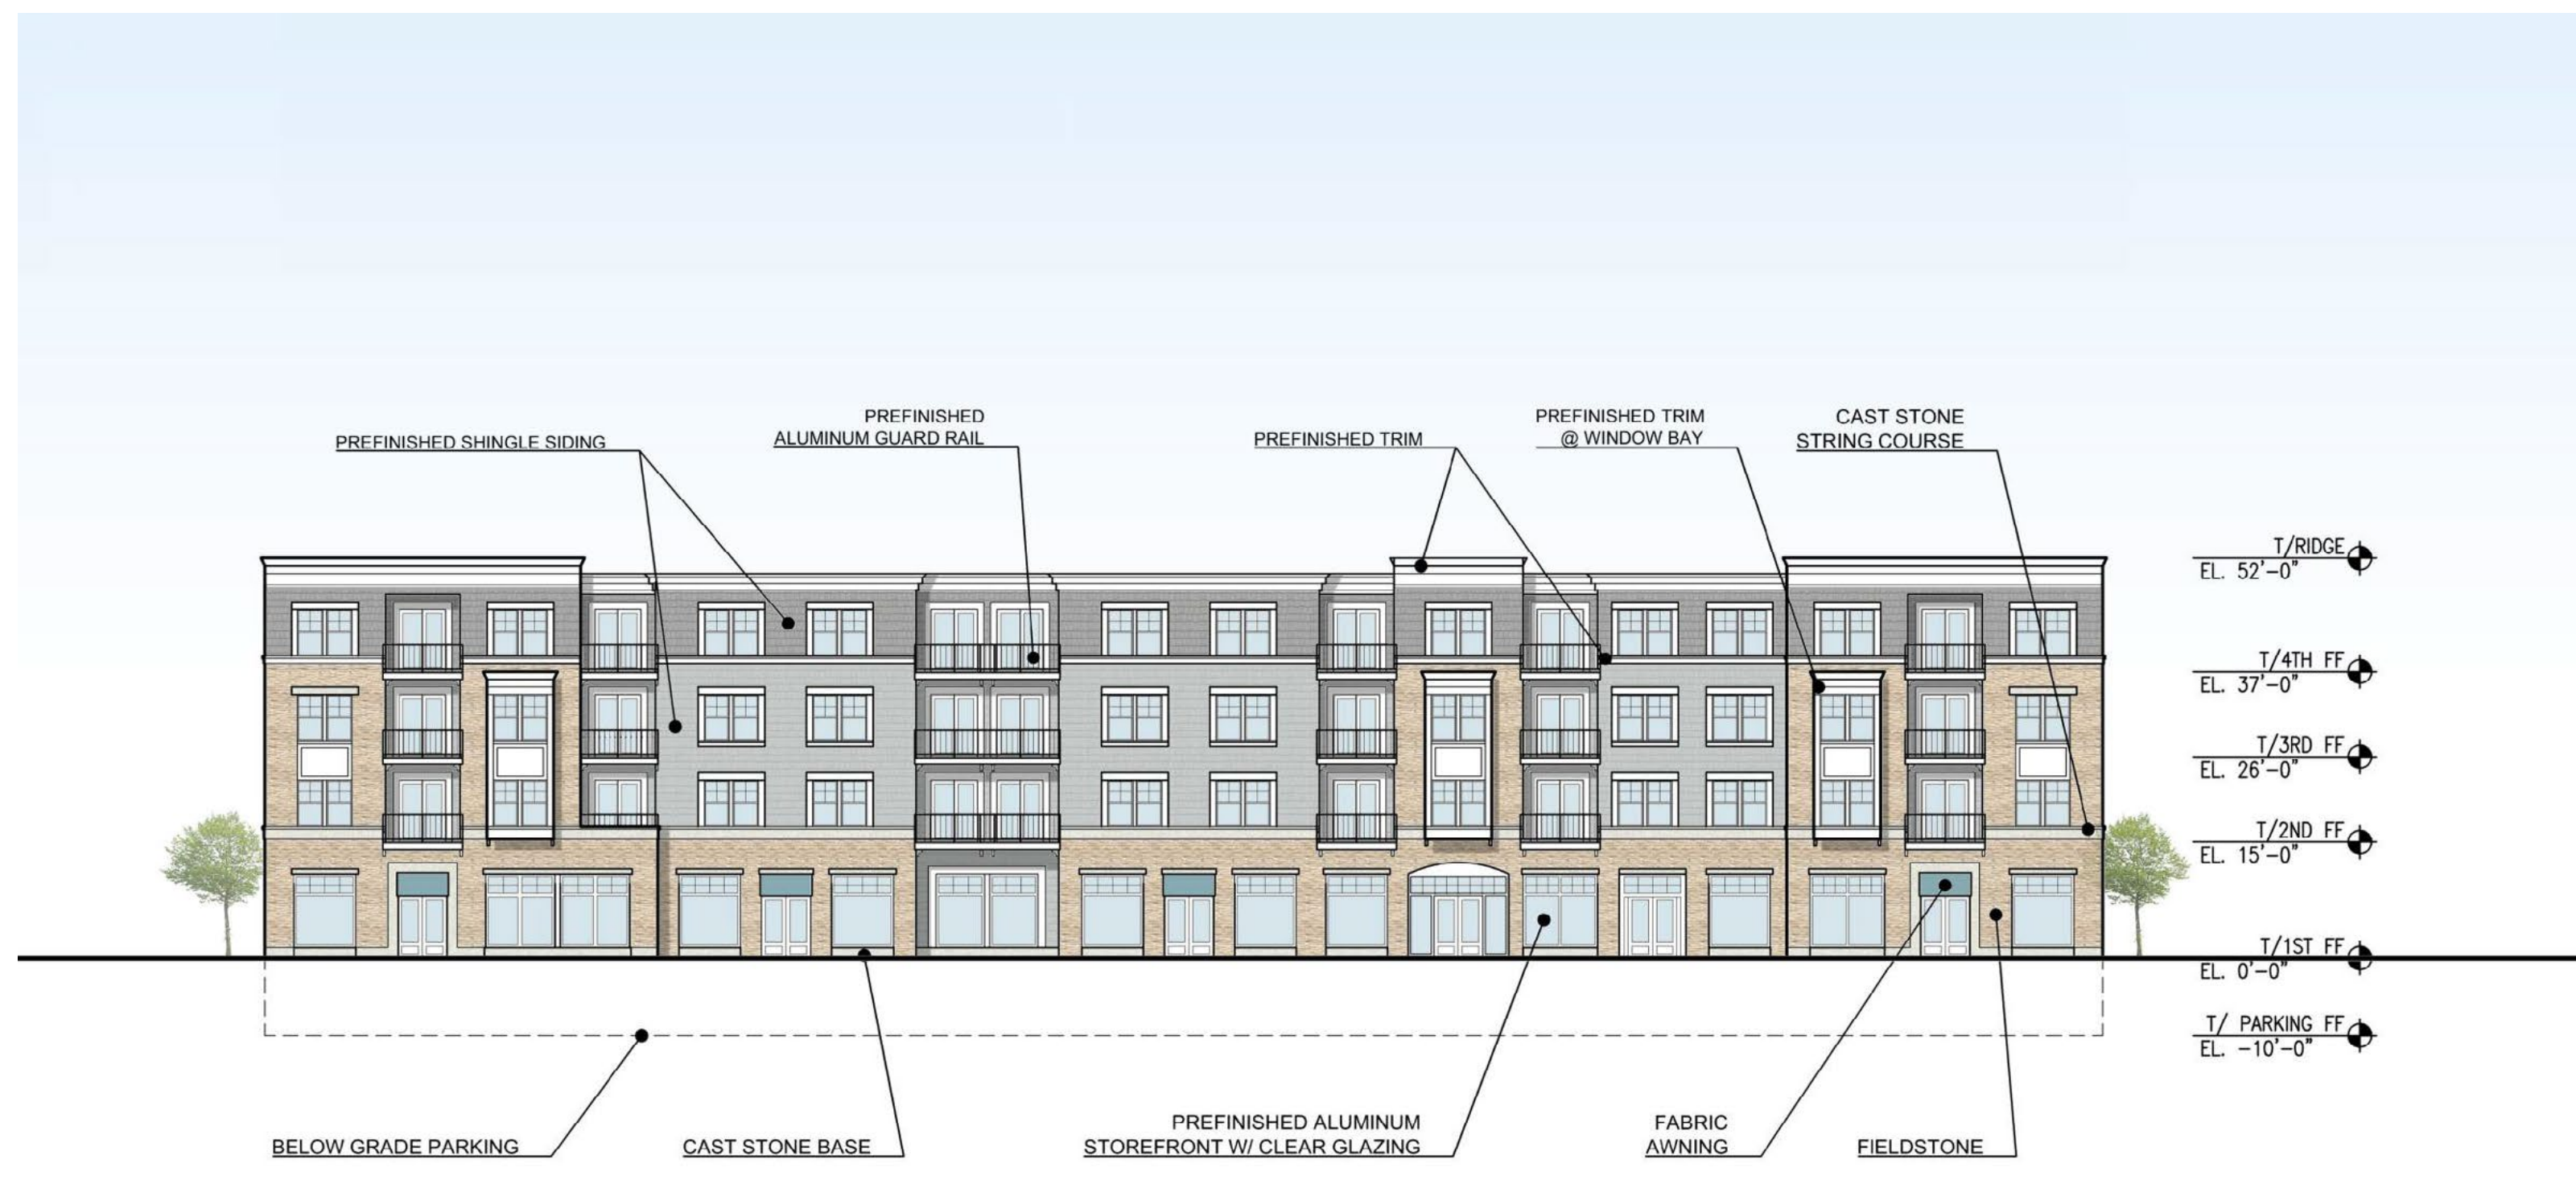 PREFINISHED SHINGLE SIDING
PREFINISHED
ALUMINUM GUARD RAIL
PREFINISHED TRIM
PREFINISHED TRIM
@ WINDOW BAY
CAST STONE
STRING COURSE
T/RIDGE
EL. 52'-0"
T/4TH FF
EL. 37'-0"
T/3RD FF
EL. 26'-0"
T/2ND FF
EL. 15'-0"
T/1ST FF
EL. 0'-0"
T/ PARKING FF
EL. -10'-0"
BELOW GRADE PARKING
CAST STONE BASE
PREFINISHED ALUMINUM
STOREFRONT W/ CLEAR GLAZING
FABRIC
AWNING
FIELDSTONE